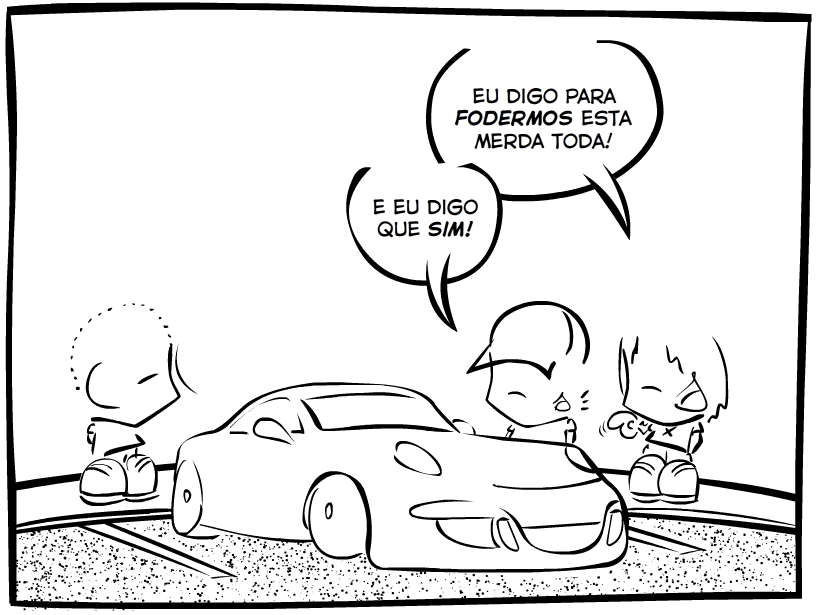 EU DIGO PARA
FODERMOS ESTA
MERDA TODA!
E EU DIGO
QUE SIM!